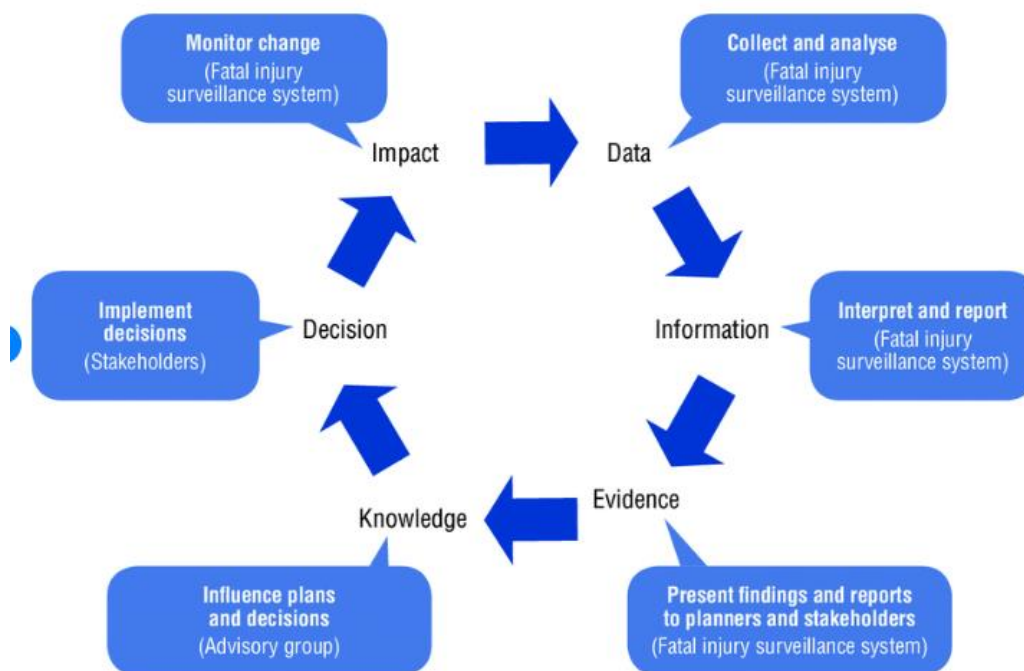 Monitor change
(Fatal injury
surveillance system)
Collect and analyse
(Fatal injury
surveillance system)
Impact
Data
Implement
decisions
(Stakeholders)
Decision
Information
Interpret and report
(Fatal injury
surveillance system)
Knowledge
Evidence
Influence plans
and decisions
(Advisory group)
Present findings and reports
to planners and stakeholders
(Fatal injury surveillance system)